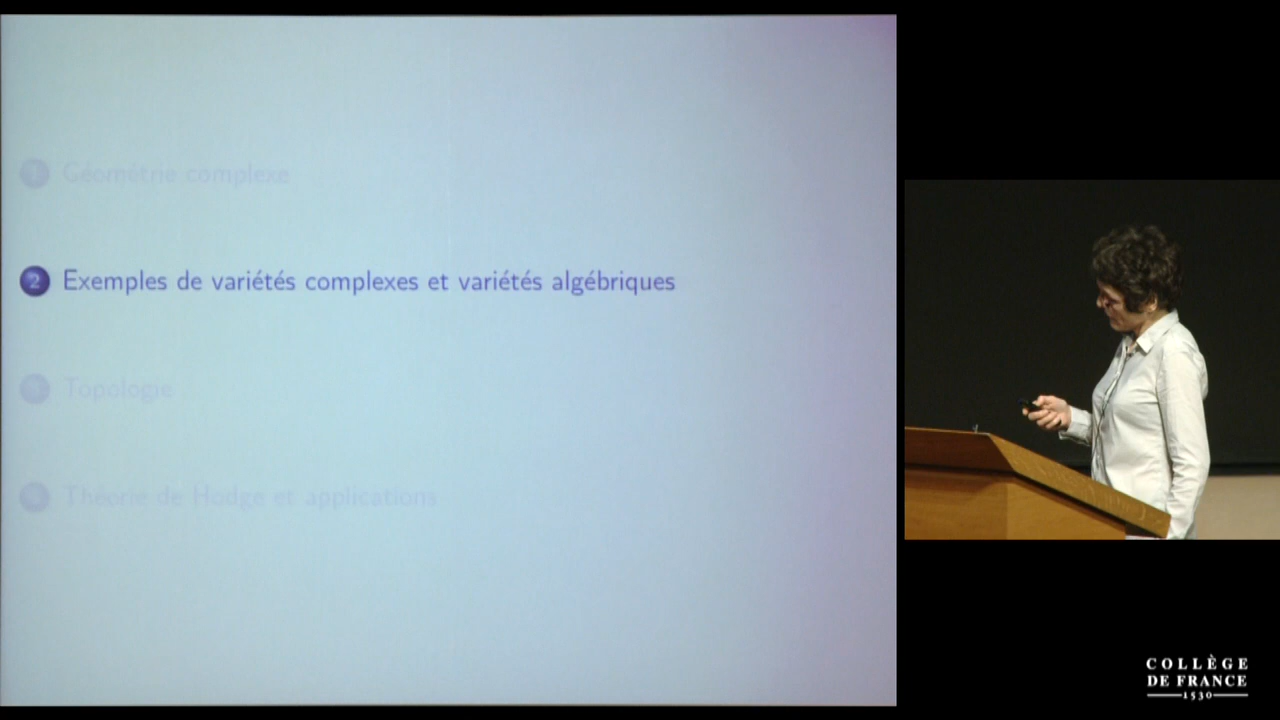 1 Géométrie complexe
2 Exemples de variétés complexes et variétés algébriques
3 Topologie
4 Théorie de Hodge et applications
COLLÈGE
DE FRANCE
1530